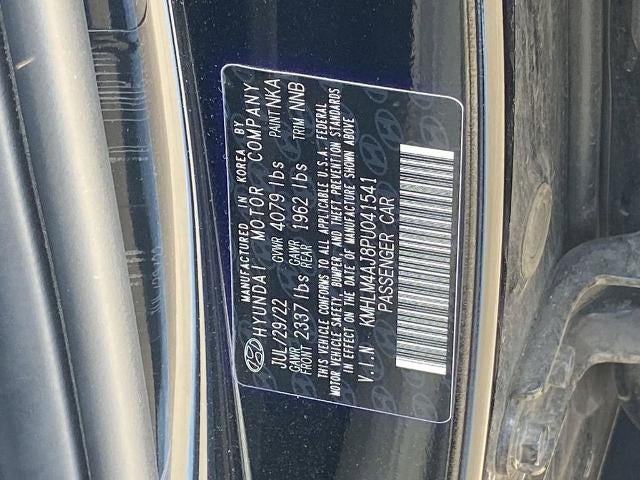 MANUFACTURED IN KOREA BY
HYUNDAI MOTOR COMPANY
JUL/29/22 GVWR 4079 lbs PAINT NKA
GAWR FRONT 2337 lbs GAWR REAR 1962 lbs TRIM NNB
THIS VEHICLE CONFORMS TO ALL APPLICABLE U.S.A. FEDERAL
MOTOR VEHICLE SAFETY, BUMPER, AND THEFT PREVENTION STANDARDS
IN EFFECT ON THE DATE OF MANUFACTURE SHOWN ABOVE
V.I.N KMHLM4AJ8PU041541
PASSENGER CAR